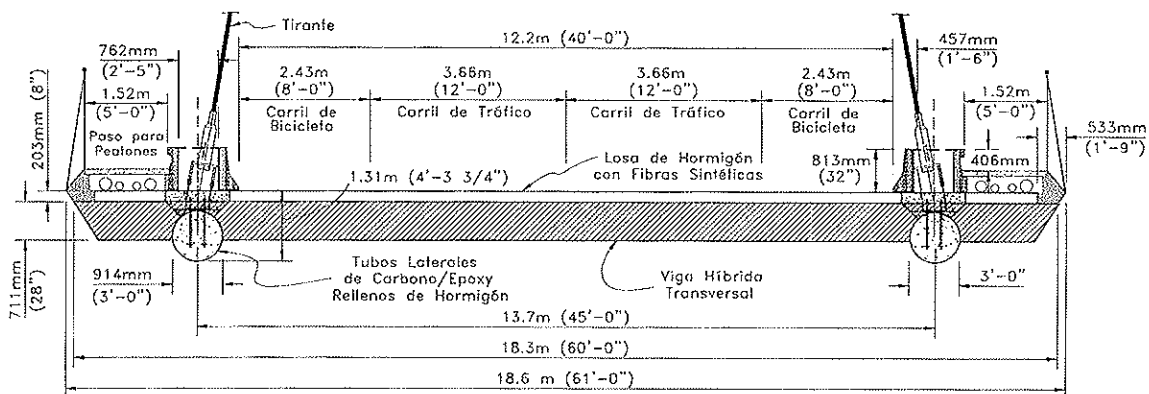 Tirante
12.2m (40'-0")
762mm
(2'-5")
457mm
(1'-6")
2.43m
(8'-0")
Carril de
Bicicleta
3.66m
(12'-0")
Carril de Tráfico
3.66m
(12'-0")
Carril de Tráfico
2.43m
(8'-0")
Carril de
Bicicleta
1.52m
(5'-0")
Paso para
Peatones
1.52m
(5'-0")
203mm (8")
533mm
(1'-9")
813mm
(32")
406mm
Losa de Hormigón
con Fibras Sintéticas
1.31m (4'-3 3/4")
711mm
(28")
914mm
(3'-0")
Tubos Laterales
de Carbono/Epoxy
Rellenos de Hormigón
Viga Híbrida
Transversal
3'-0"
13.7m (45'-0")
18.3m (60'-0")
18.6 m (61'-0")